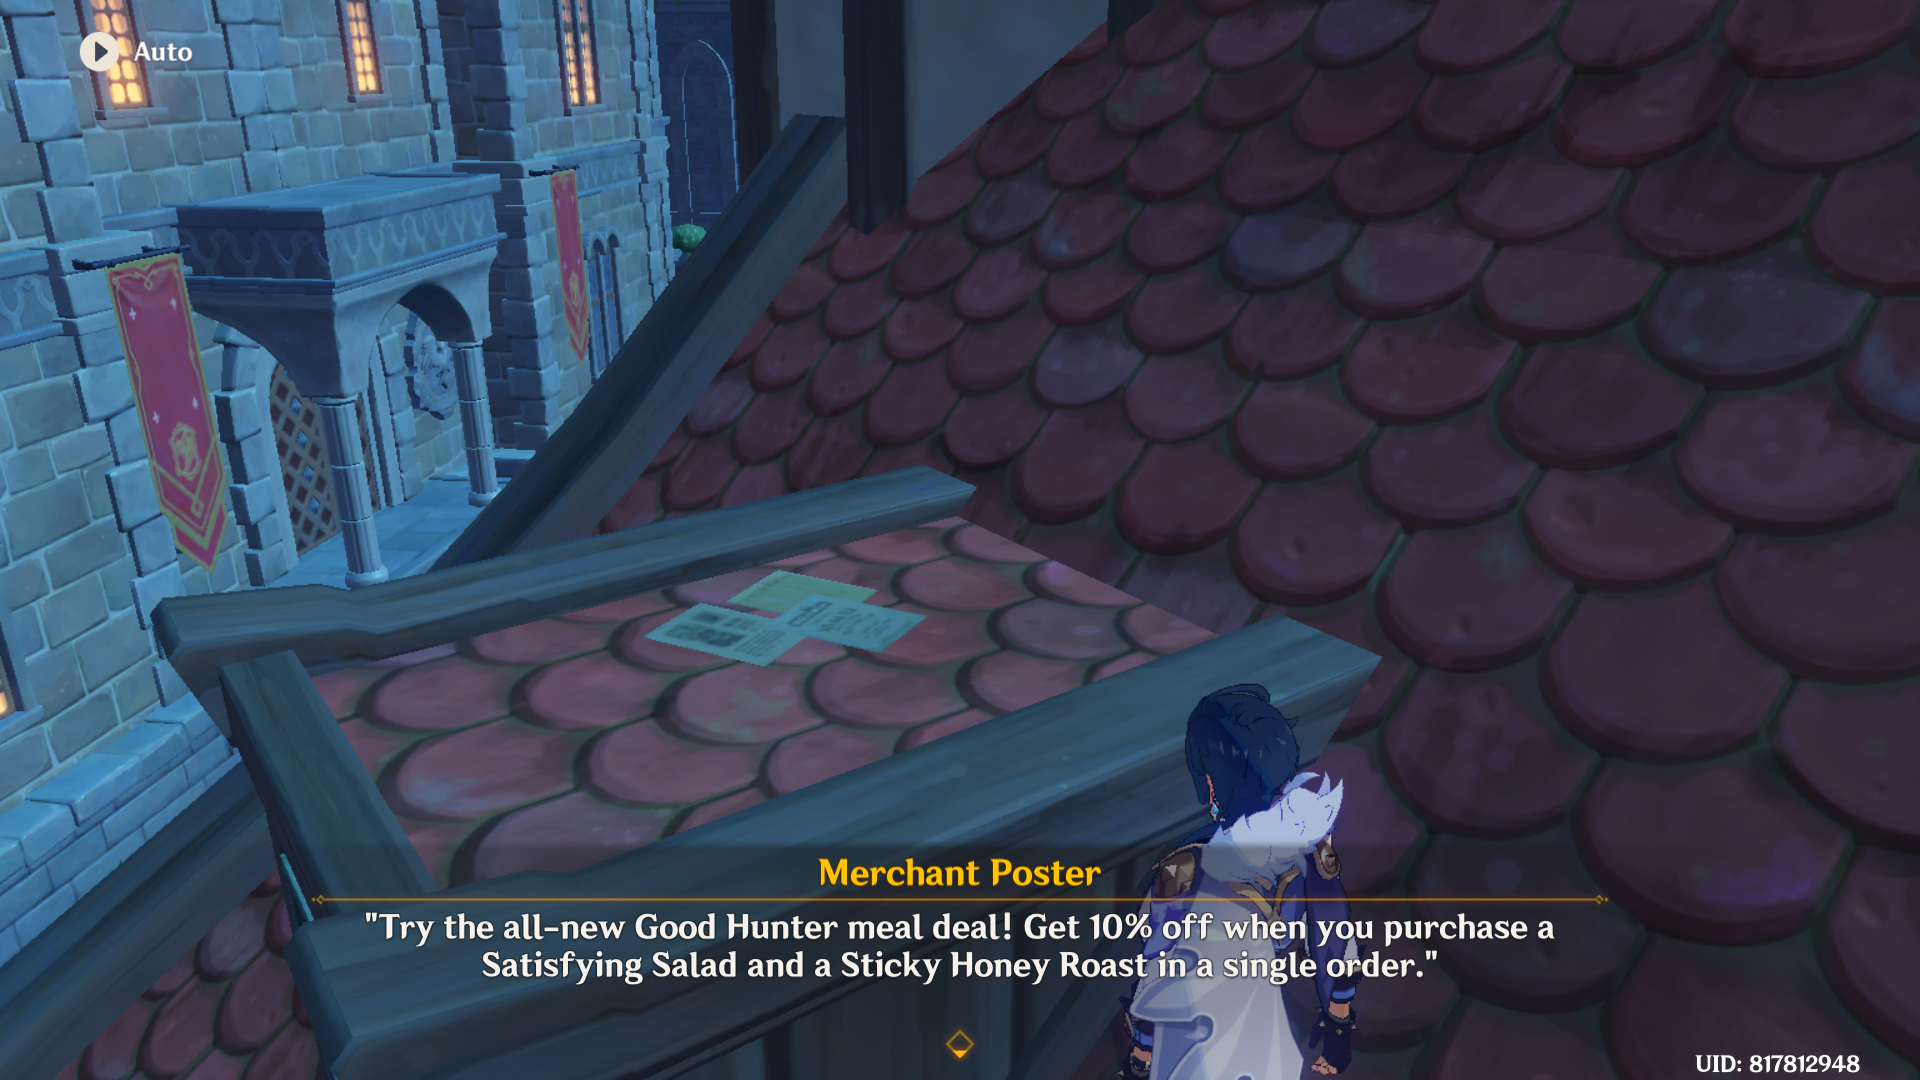 Auto
Merchant Poster
"Try the all-new Good Hunter meal deal! Get 10% off when you purchase a
Satisfying Salad and a Sticky Honey Roast in a single order."
UID: 817812948